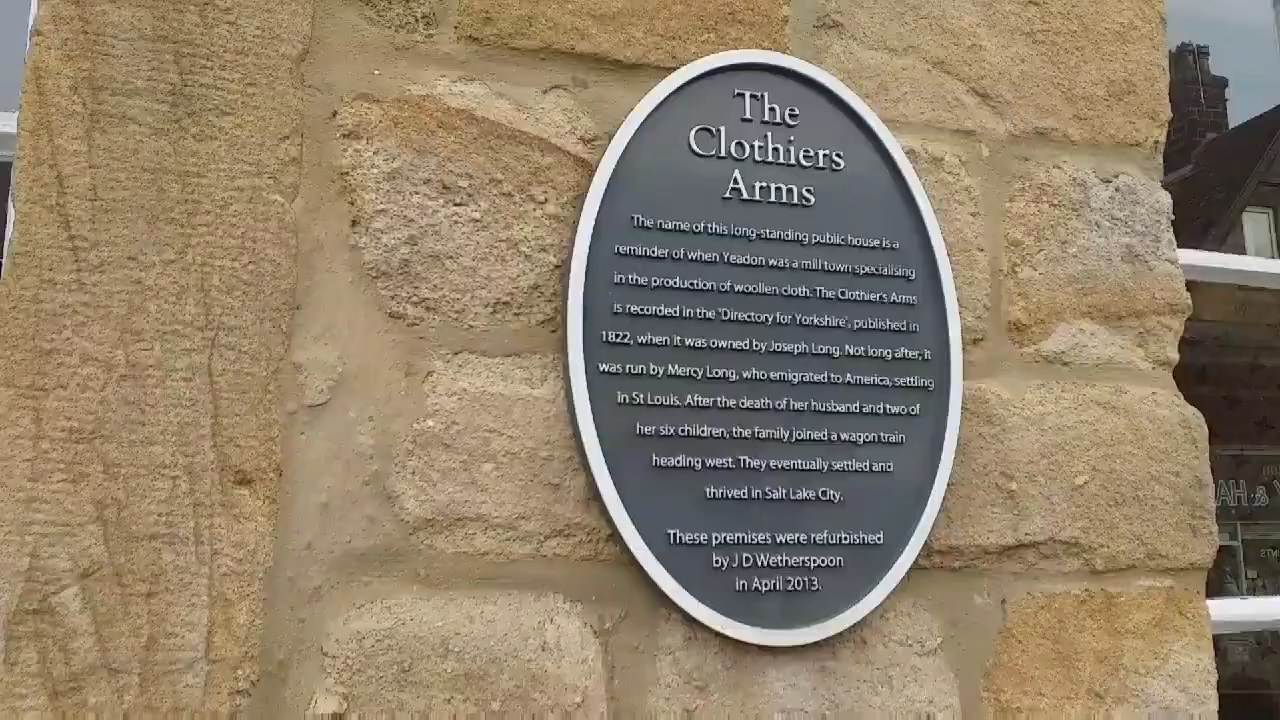 The
Clothiers
Arms
The name of this long-standing public house is a
reminder of when Yeadon was a mill town specialising
in the production of woollen cloth. The Clothier's Arms
is recorded in the 'Directory for Yorkshire', published in
1822, when it was owned by Joseph Long. Not long after, it
was run by Mercy Long, who emigrated to America, settling
in St Louis. After the death of her husband and two of
her six children, the family joined a wagon train
heading west. They eventually settled and
thrived in Salt Lake City.
These premises were refurbished
by J D Wetherspoon
in April 2013.